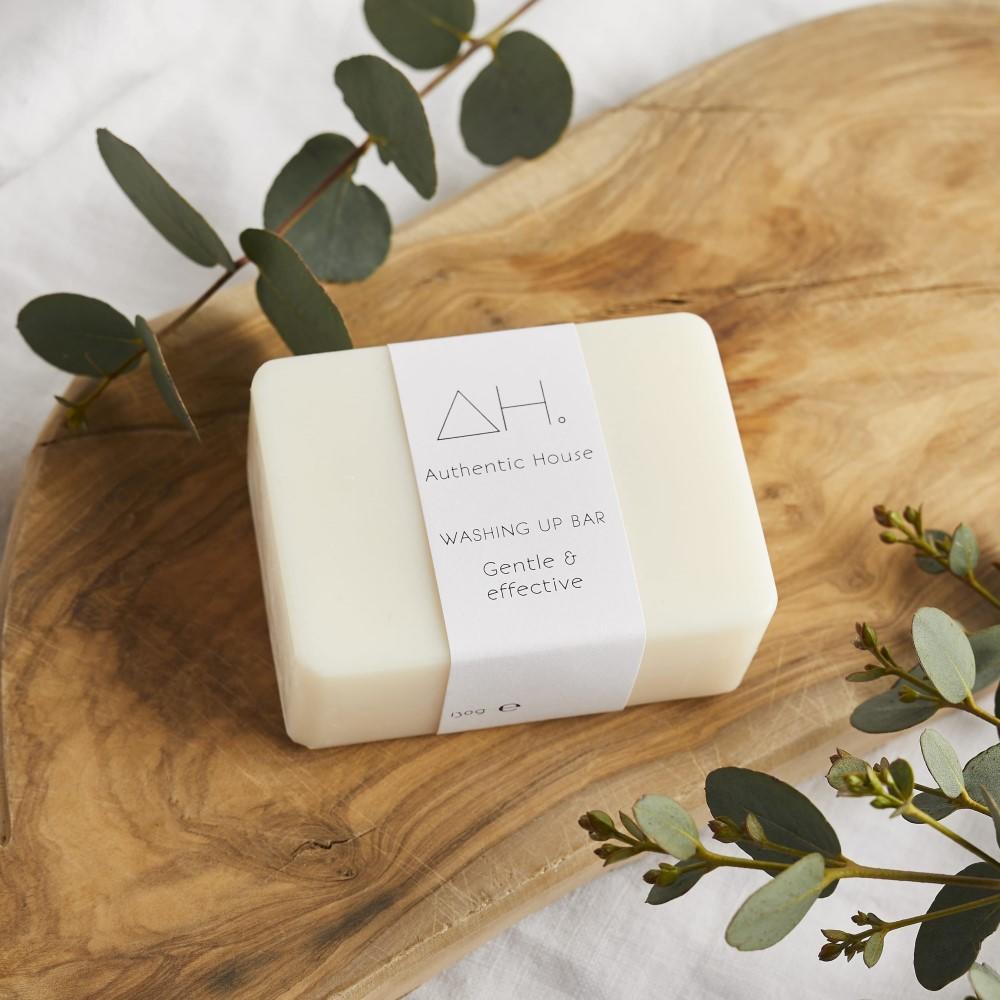 AH.
Authentic House
WASHING UP BAR
Gentle &
effective
130g e